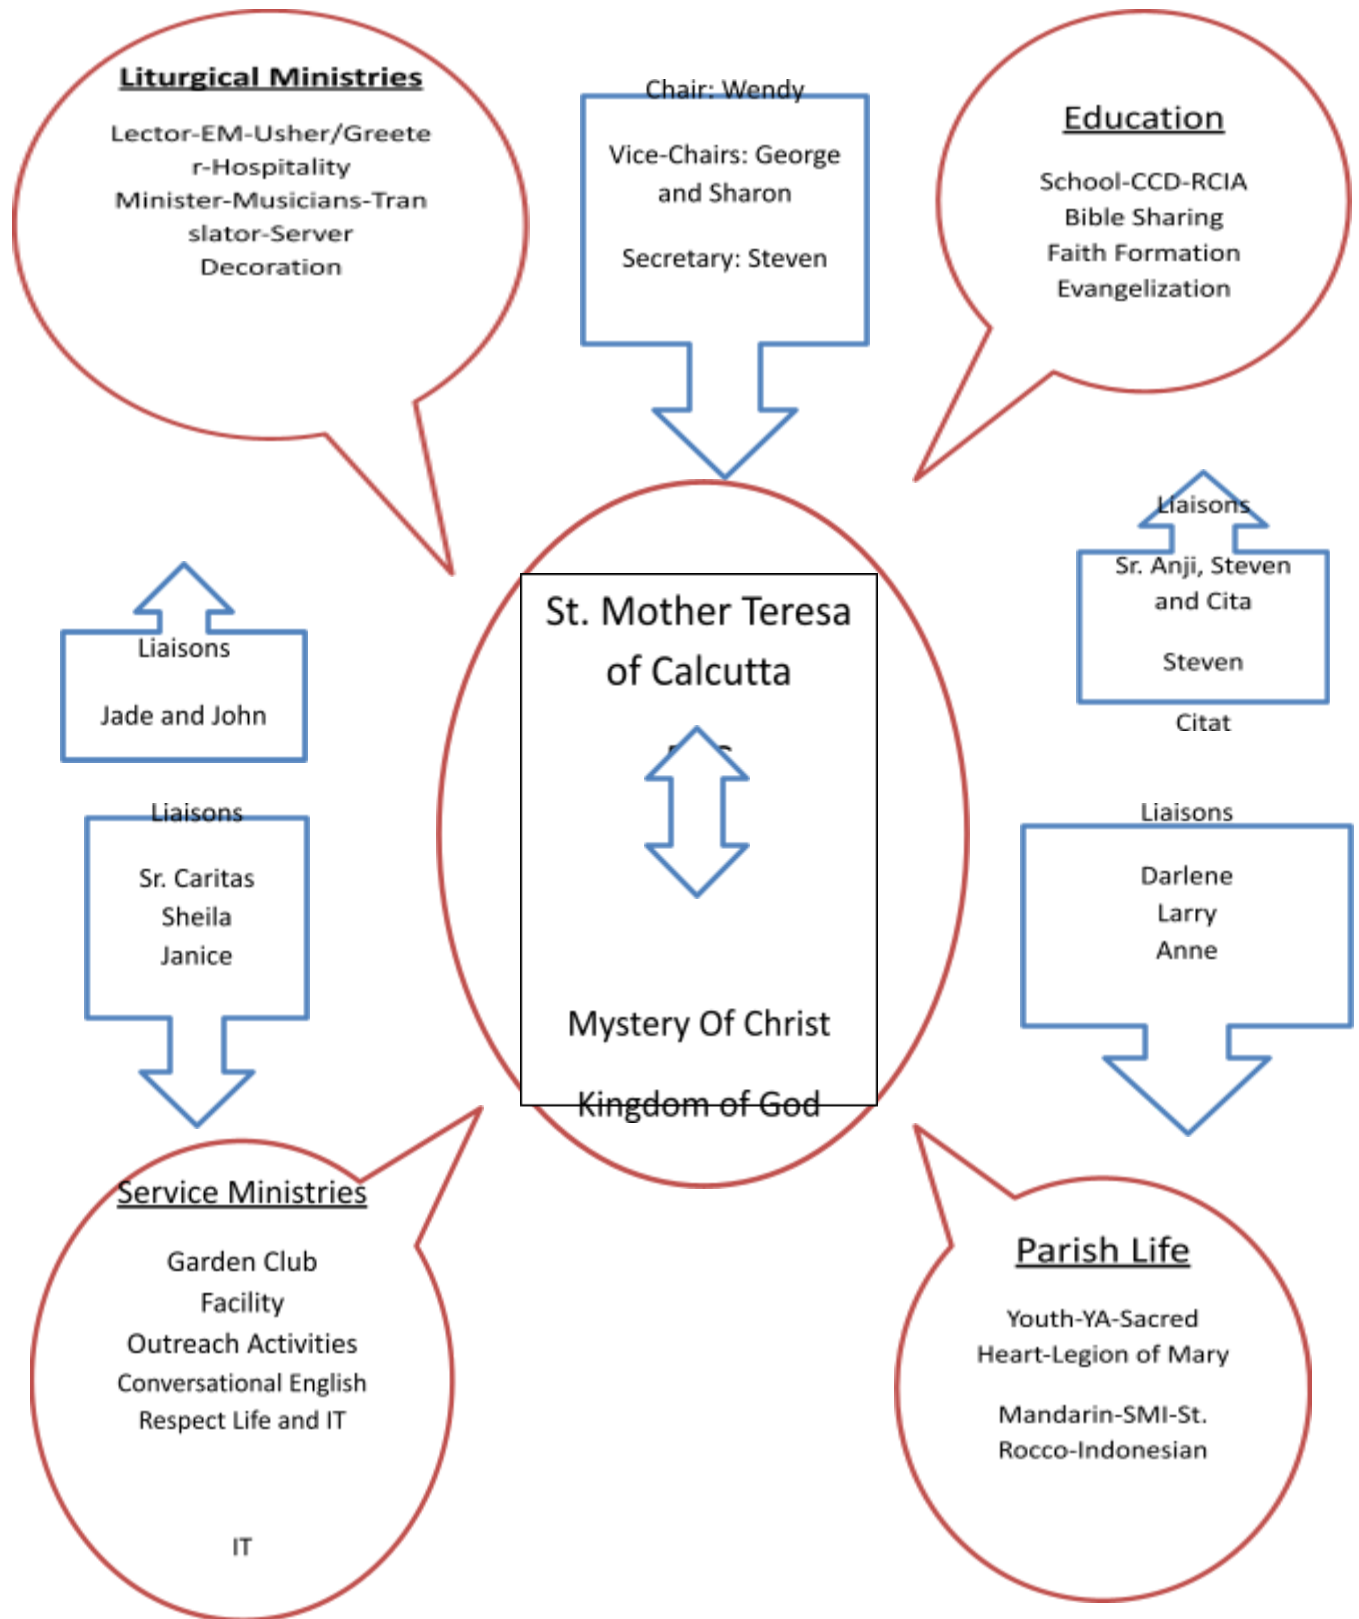 Liturgical Ministries
Lector-EM-Usher/Greete
r-Hospitality
Minister-Musicians-Tran
slator-Server
Decoration
Chair: Wendy
Vice-Chairs: George
and Sharon
Secretary: Steven
Education
School-CCD-RCIA
Bible Sharing
Faith Formation
Evangelization
Liaisons
Jade and John
St. Mother Teresa
of Calcutta
Mystery Of Christ
Kingdom of God
Liaisons
Sr. Anji, Steven
and Cita
Steven
Citat
Liaisons
Sr. Caritas
Sheila
Janice
Liaisons
Darlene
Larry
Anne
Service Ministries
Garden Club
Facility
Outreach Activities
Conversational English
Respect Life and IT
IT
Parish Life
Youth-YA-Sacred
Heart-Legion of Mary
Mandarin-SMI-St.
Rocco-Indonesian